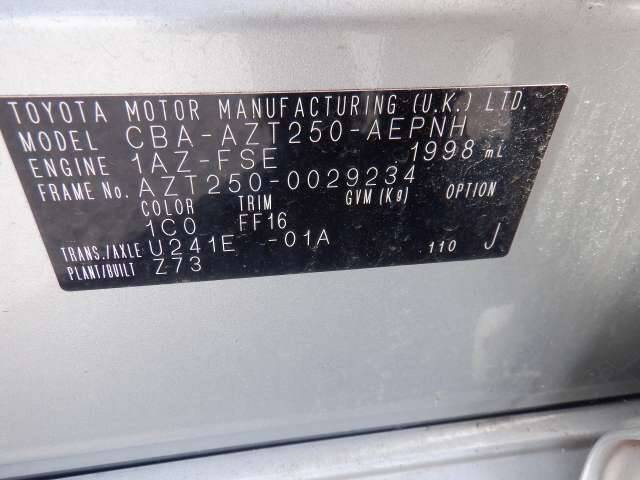 TOYOTA MOTOR MANUFACTURING (U.K.) LTD.
MODEL CBA-AZT250-AEPNH
ENGINE 1AZ-FSE 1998 mL
FRAME No. AZT250-0029234
COLOR TRIM GVM (Kg) OPTION
1C0 FF16
TRANS./AXLE U241E -01A 110 J
PLANT/BUILT Z73